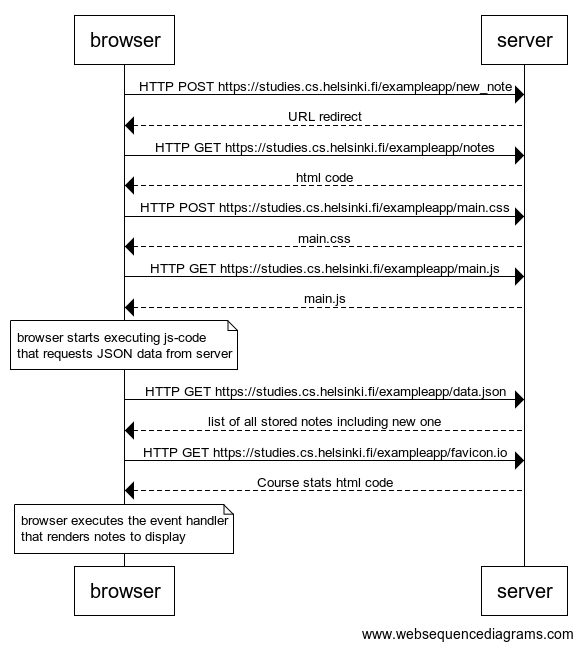 browser
server
HTTP POST https://studies.cs.helsinki.fi/exampleapp/new_note
URL redirect
HTTP GET https://studies.cs.helsinki.fi/exampleapp/notes
html code
HTTP POST https://studies.cs.helsinki.fi/exampleapp/main.css
main.css
HTTP GET https://studies.cs.helsinki.fi/exampleapp/main.js
main.js
browser starts executing js-code
that requests JSON data from server
HTTP GET https://studies.cs.helsinki.fi/exampleapp/data.json
list of all stored notes including new one
HTTP GET https://studies.cs.helsinki.fi/exampleapp/favicon.io
Course stats html code
browser executes the event handler
that renders notes to display
browser
server
www.websequencediagrams.com